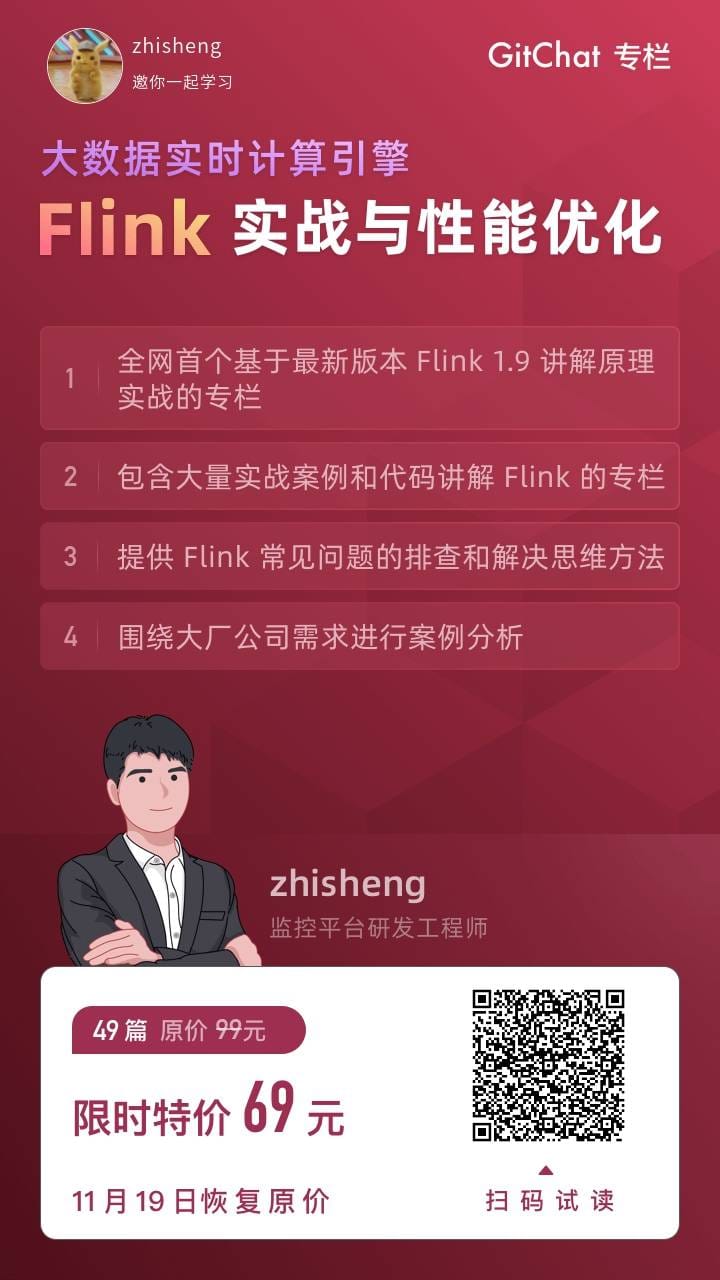 zhisheng
邀你一起学习
GitChat 专栏
大数据实时计算引擎
Flink 实战与性能优化
1 全网首个基于最新版本 Flink 1.9 讲解原理
实战的专栏
2 包含大量实战案例和代码讲解 Flink 的专栏
3 提供 Flink 常见问题的排查和解决思维方法
4 围绕大厂公司需求进行案例分析
zhisheng
监控平台研发工程师
49 篇 原价 99元
限时特价 69 元
11 月 19 日恢复原价
扫码试读